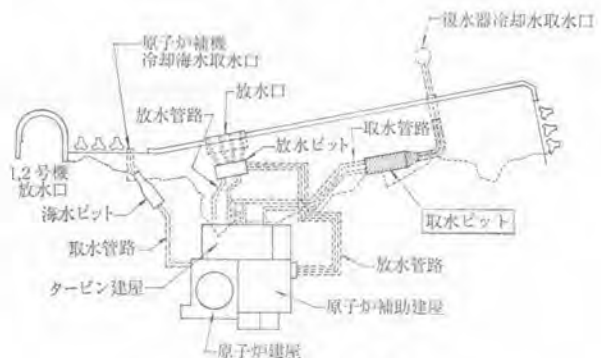 復水器冷却水取水口
原子炉補機
冷却海水取水口
放水口
放水管路
放水ピット
取水管路
1,2号機
放水口
海水ピット
取水ピット
取水管路
放水管路
タービン建屋
原子炉補助建屋
原子炉建屋